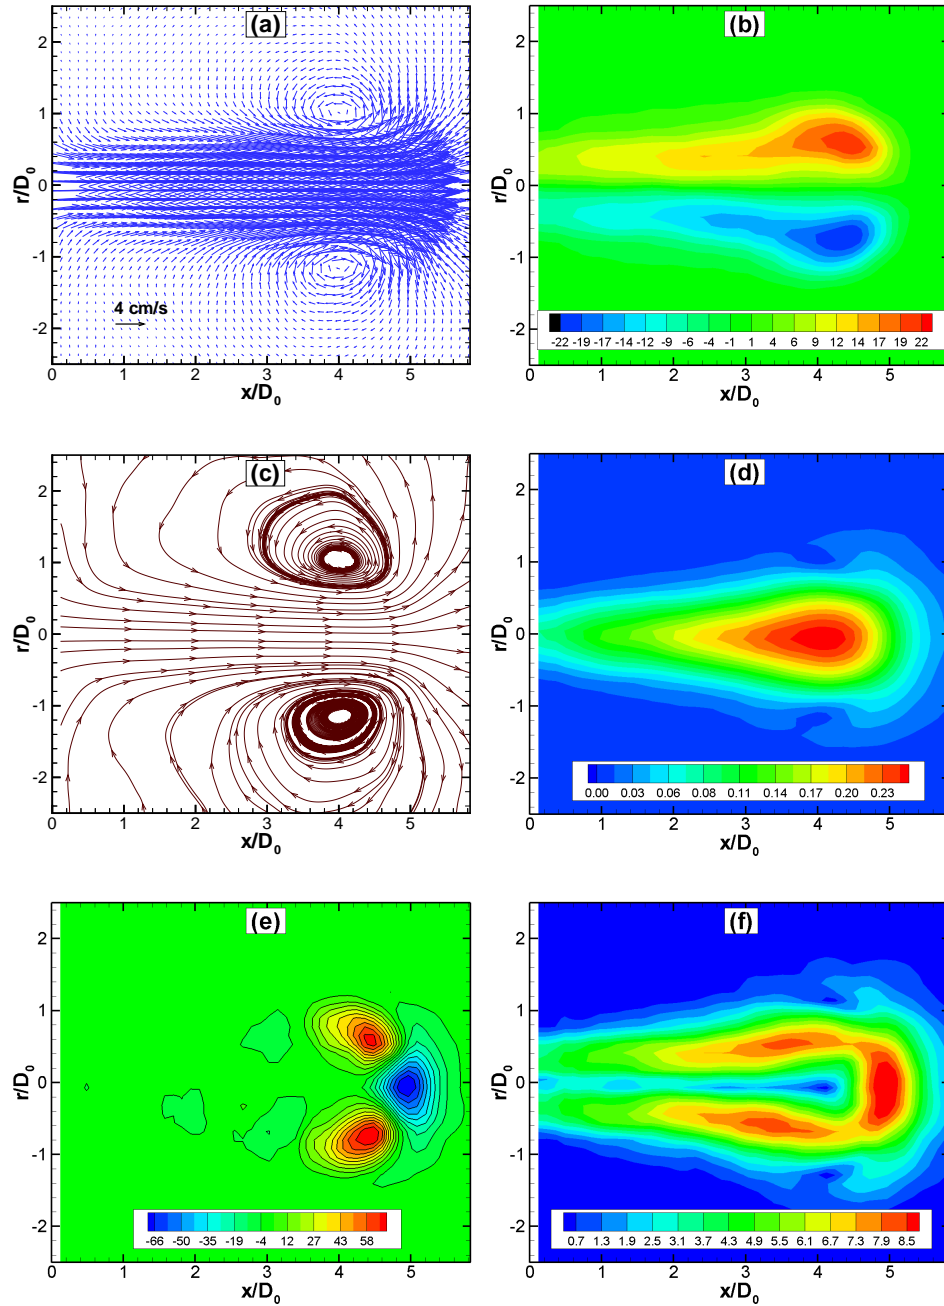 (a)
2
1
0
-1
-2
r/D0
4 cm/s
0 1 2 3 4 5
x/D0
(b)
2
1
0
-1
-2
r/D0
-22 -19 -17 -14 -12 -9 -6 -4 -1 1 4 6 9 12 14 17 19 22
0 1 2 3 4 5
x/D0
(c)
2
1
0
-1
-2
r/D0
0 1 2 3 4 5
x/D0
(d)
2
1
0
-1
-2
r/D0
0.00 0.03 0.06 0.08 0.11 0.14 0.17 0.20 0.23
0 1 2 3 4 5
x/D0
(e)
2
1
0
-1
-2
r/D0
-66 -50 -35 -19 -4 12 27 43 58
0 1 2 3 4 5
x/D0
(f)
2
1
0
-1
-2
r/D0
0.7 1.3 1.9 2.5 3.1 3.7 4.3 4.9 5.5 6.1 6.7 7.3 7.9 8.5
0 1 2 3 4 5
x/D0